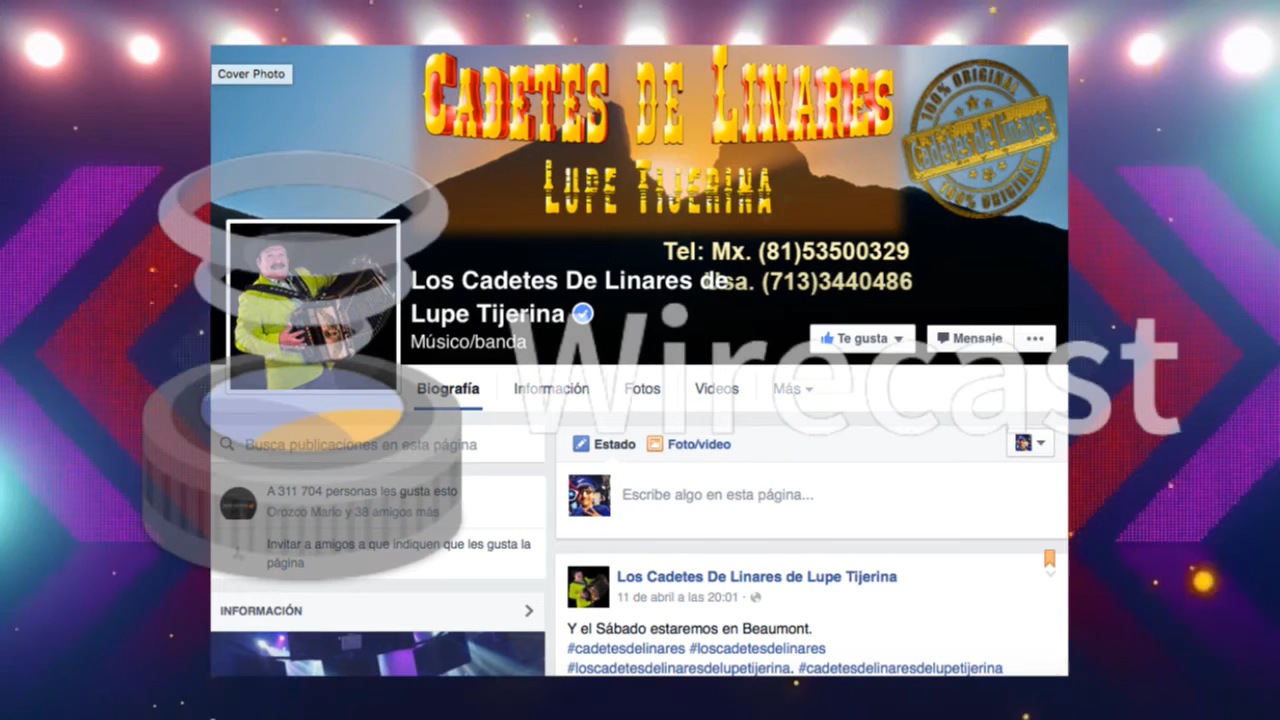 Cover Photo
CADETES DE LINARES
LUPE TIJERINA
100% ORIGINAL
Cadetes de Linares
100% ORIGINAL
Tel: Mx. (81)53500329
Usa. (713)3440486
Los Cadetes De Linares de
Lupe Tijerina
Músico/banda
Te gusta
Mensaje
Wirecast
Biografía
Información
Fotos
Videos
Más
Busca publicaciones en esta página
Estado
Foto/video
A 311 704 personas les gusta esto
Orozco Marlo y 38 amigos más
Escribe algo en esta página...
Invitar a amigos a que indiquen que les gusta la
página
Los Cadetes De Linares de Lupe Tijerina
11 de abril a las 20:01 ·
INFORMACIÓN
Y el Sábado estaremos en Beaumont.
#cadetesdelinares #loscadetesdelinares
#loscadetesdelinaresdelupetijerina. #cadetesdelinaresdelupetijerina